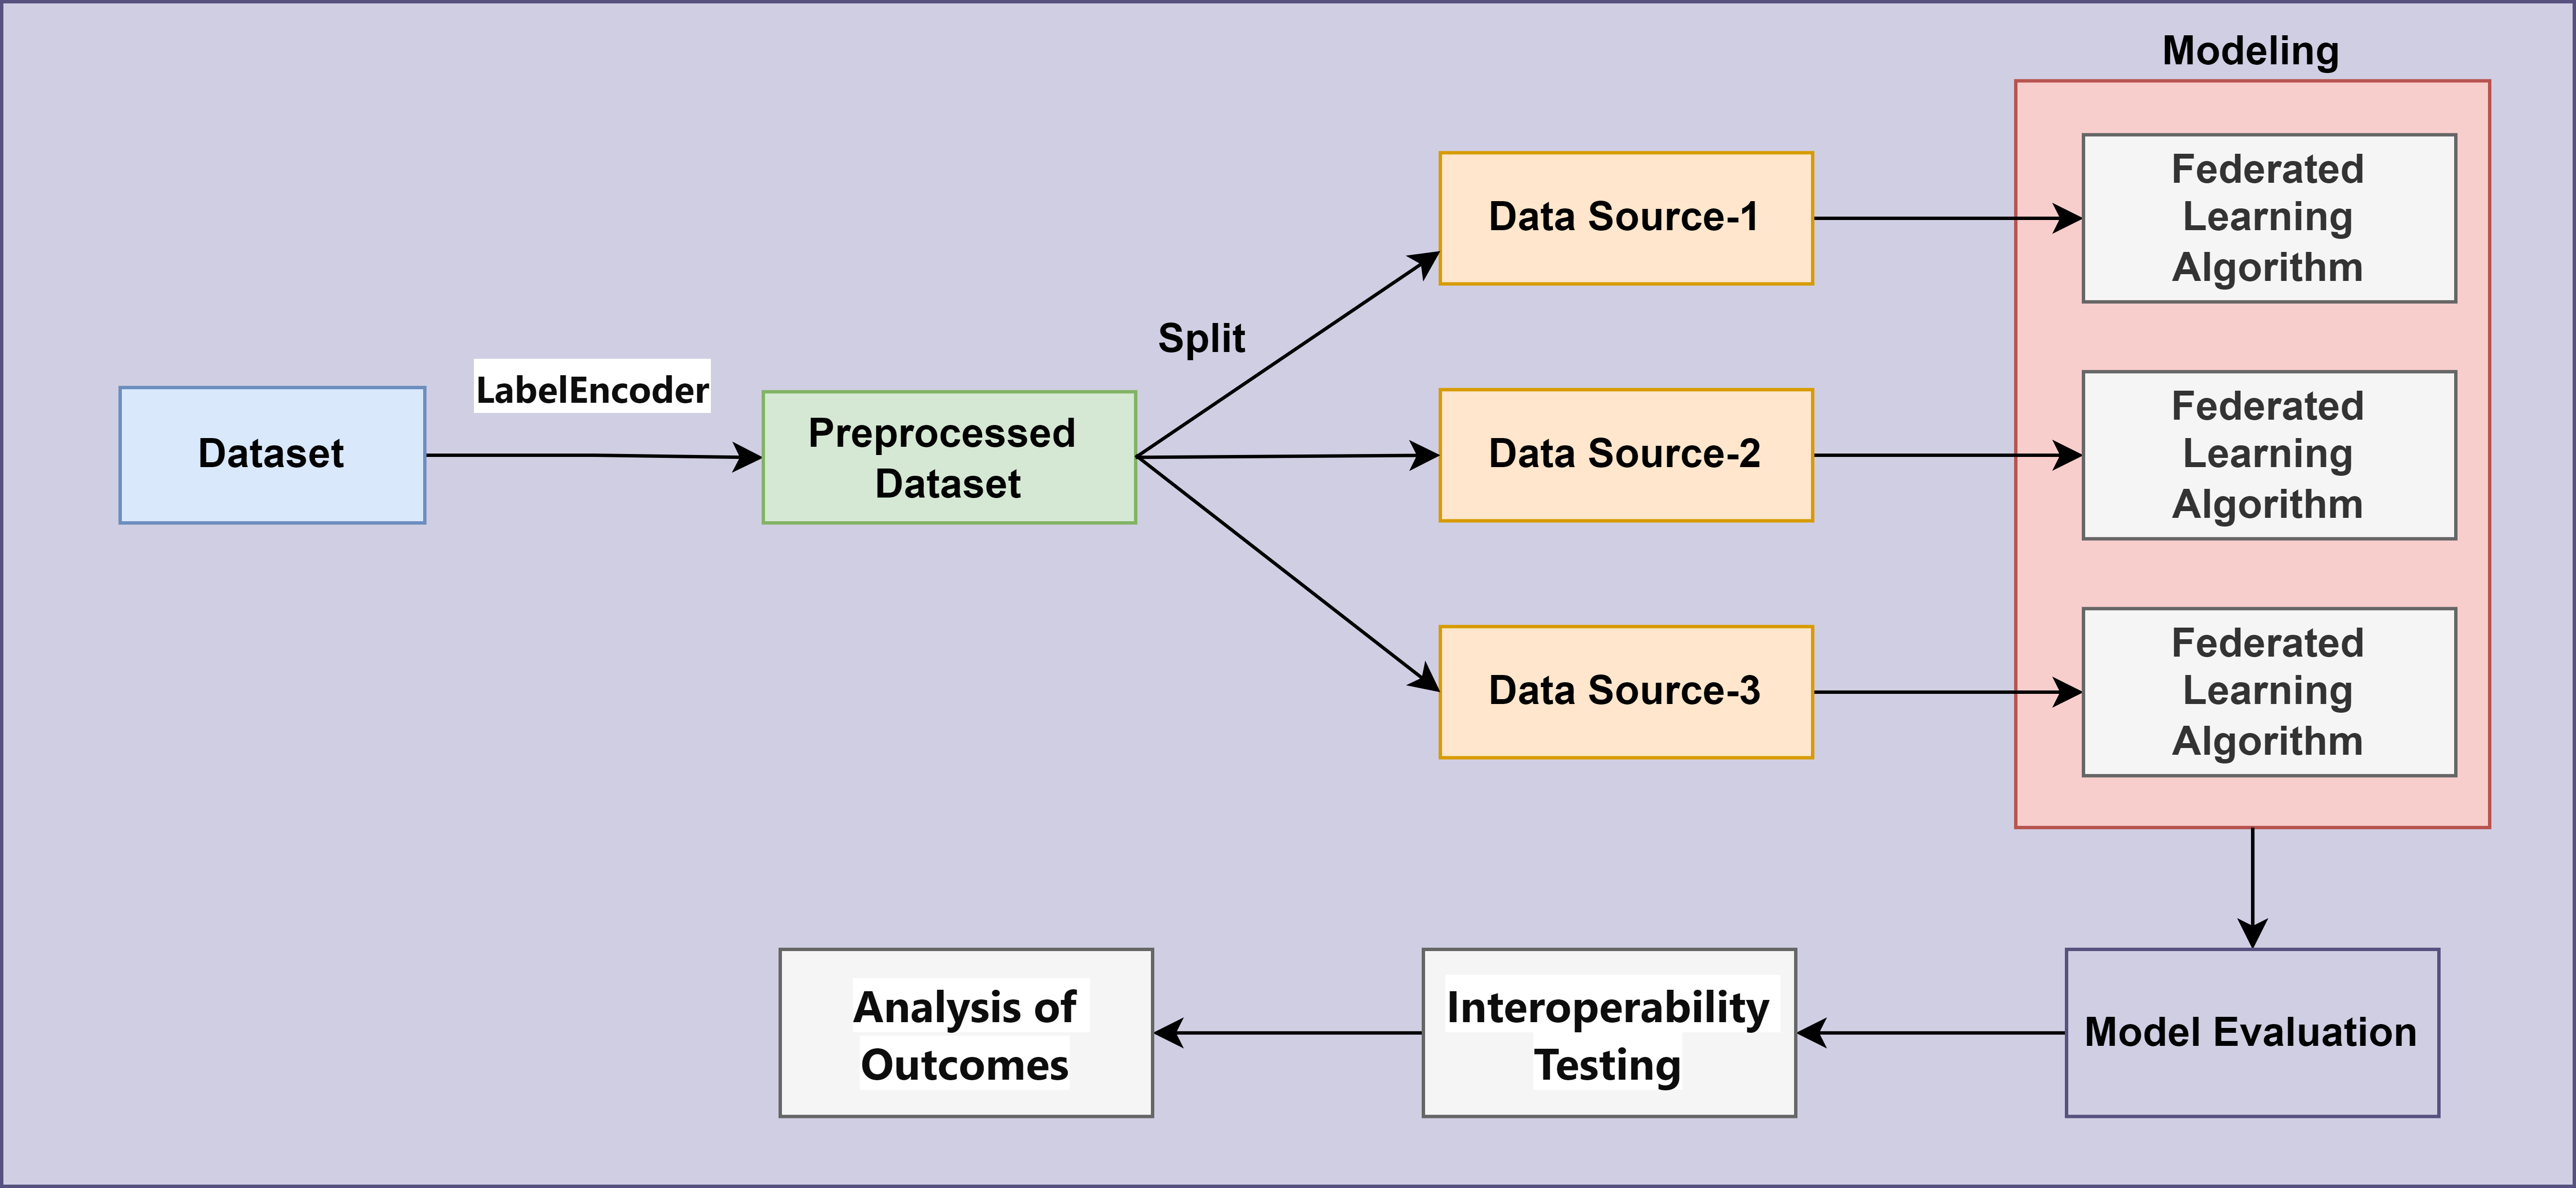 Modeling
Federated
Learning
Algorithm
Data Source-1
Split
LabelEncoder
Dataset
Preprocessed
Dataset
Data Source-2
Federated
Learning
Algorithm
Data Source-3
Federated
Learning
Algorithm
Analysis of
Outcomes
Interoperability
Testing
Model Evaluation